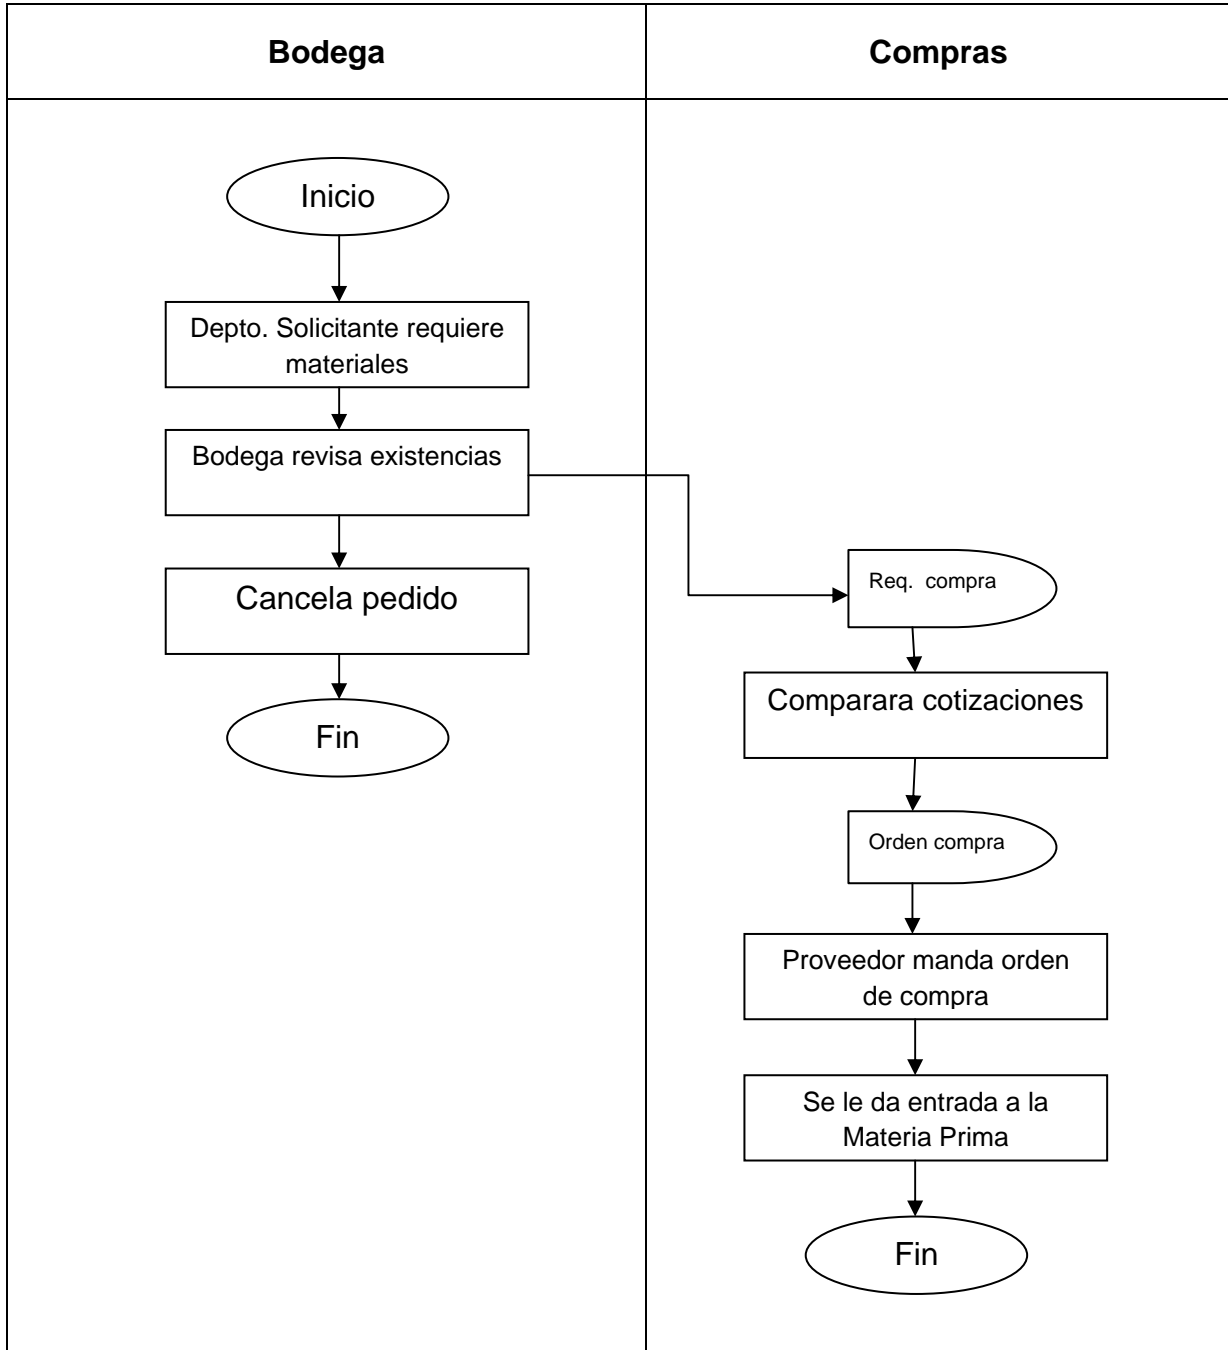 Bodega
Compras
Inicio
Depto. Solicitante requiere
materiales
Bodega revisa existencias
Cancela pedido
Fin
Req. compra
Comparara cotizaciones
Orden compra
Proveedor manda orden
de compra
Se le da entrada a la
Materia Prima
Fin